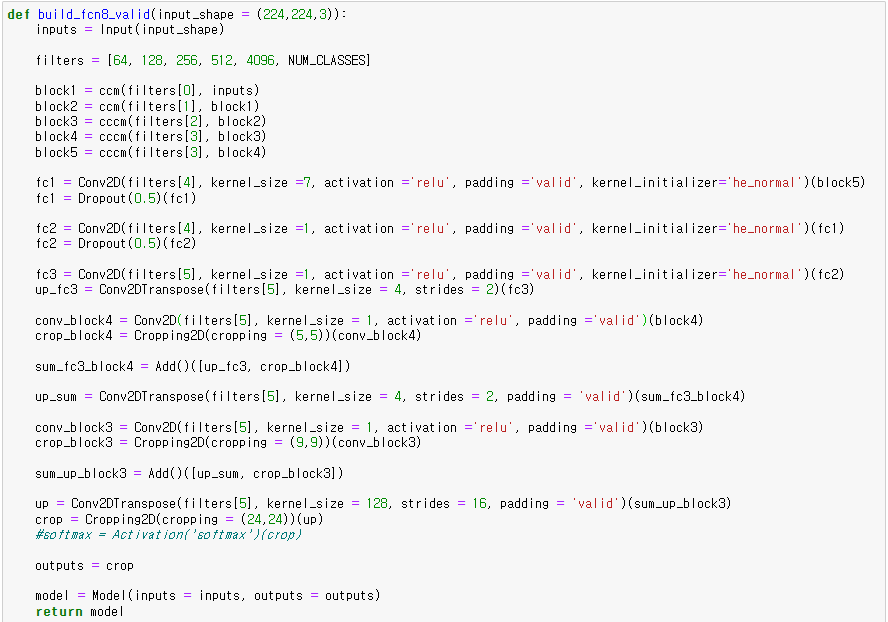 def build_fcn8_valid(input_shape = (224,224,3)):
    inputs = Input(input_shape)
    filters = [64, 128, 256, 512, 4096, NUM_CLASSES]
    block1 = ccm(filters[0], inputs)
    block2 = ccm(filters[1], block1)
    block3 = cccm(filters[2], block2)
    block4 = cccm(filters[3], block3)
    block5 = cccm(filters[3], block4)
    fc1 = Conv2D(filters[4], kernel_size =7, activation ='relu', padding ='valid', kernel_initializer='he_normal')(block5)
    fc1 = Dropout(0.5)(fc1)
    fc2 = Conv2D(filters[4], kernel_size =1, activation ='relu', padding ='valid', kernel_initializer='he_normal')(fc1)
    fc2 = Dropout(0.5)(fc2)
    fc3 = Conv2D(filters[5], kernel_size =1, activation ='relu', padding ='valid', kernel_initializer='he_normal')(fc2)
    up_fc3 = Conv2DTranspose(filters[5], kernel_size = 4, strides = 2)(fc3)
    conv_block4 = Conv2D(filters[5], kernel_size = 1, activation ='relu', padding ='valid')(block4)
    crop_block4 = Cropping2D(cropping = (5,5))(conv_block4)
    sum_fc3_block4 = Add()([up_fc3, crop_block4])
    up_sum = Conv2DTranspose(filters[5], kernel_size = 4, strides = 2, padding = 'valid')(sum_fc3_block4)
    conv_block3 = Conv2D(filters[5], kernel_size = 1, activation ='relu', padding ='valid')(block3)
    crop_block3 = Cropping2D(cropping = (9,9))(conv_block3)
    sum_up_block3 = Add()([up_sum, crop_block3])
    up = Conv2DTranspose(filters[5], kernel_size = 128, strides = 16, padding = 'valid')(sum_up_block3)
    crop = Cropping2D(cropping = (24,24))(up)
    #softmax = Activation('softmax')(crop)
    outputs = crop
    model = Model(inputs = inputs, outputs = outputs)
    return model